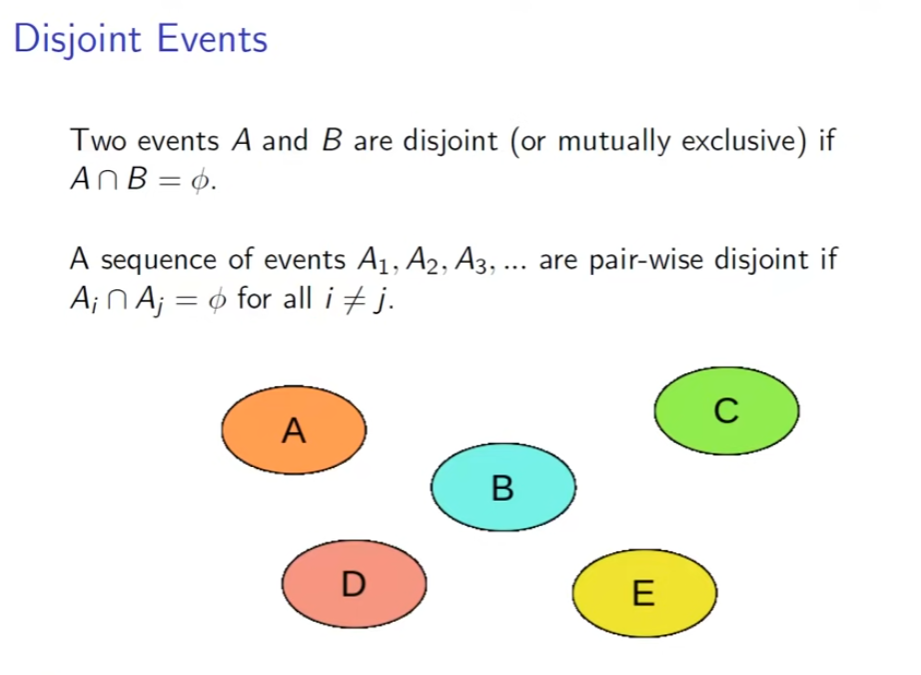 Disjoint Events
Two events A and B are disjoint (or mutually exclusive) if
A ∩ B = ϕ.
A sequence of events A₁, A₂, A₃, ... are pair-wise disjoint if
Aᵢ ∩ Aⱼ = ϕ for all i ≠ j.
A
C
B
D
E